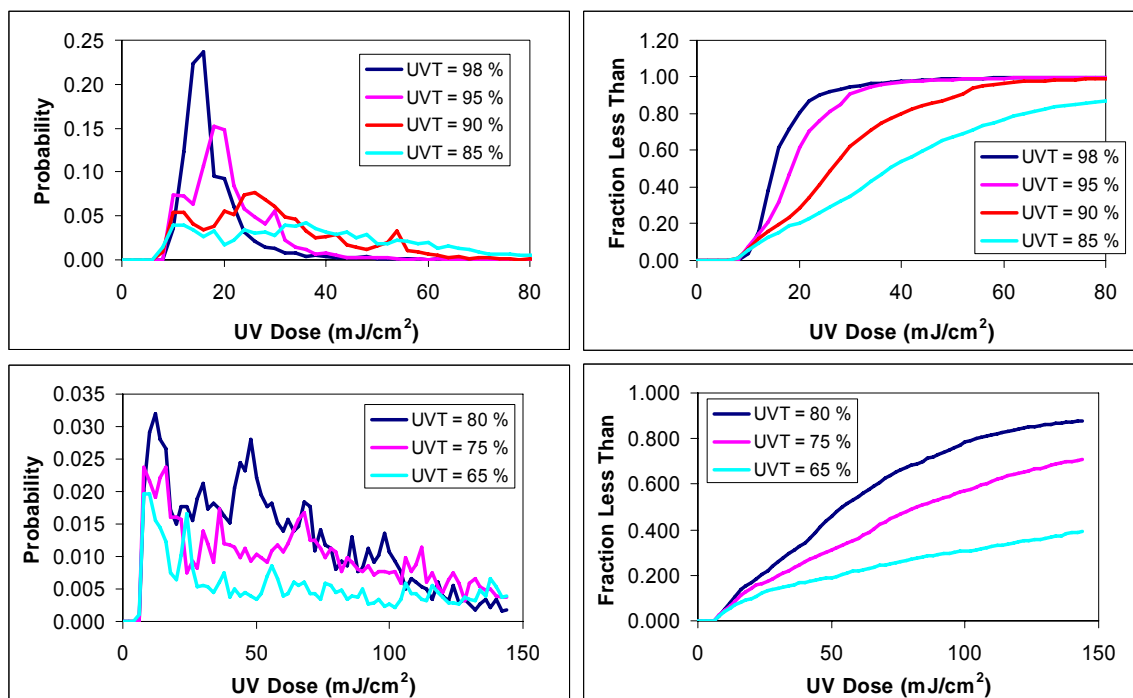 0.25
0.20
0.15
0.10
0.05
0.00
Probability
UVT = 98 %
UVT = 95 %
UVT = 90 %
UVT = 85 %
0 20 40 60 80
UV Dose (mJ/cm²)
1.20
1.00
0.80
0.60
0.40
0.20
0.00
Fraction Less Than
UVT = 98 %
UVT = 95 %
UVT = 90 %
UVT = 85 %
0 20 40 60 80
UV Dose (mJ/cm²)
0.035
0.030
0.025
0.020
0.015
0.010
0.005
0.000
Probability
UVT = 80 %
UVT = 75 %
UVT = 65 %
0 50 100 150
UV Dose (mJ/cm²)
1.000
0.800
0.600
0.400
0.200
0.000
Fraction Less Than
UVT = 80 %
UVT = 75 %
UVT = 65 %
0 50 100 150
UV Dose (mJ/cm²)